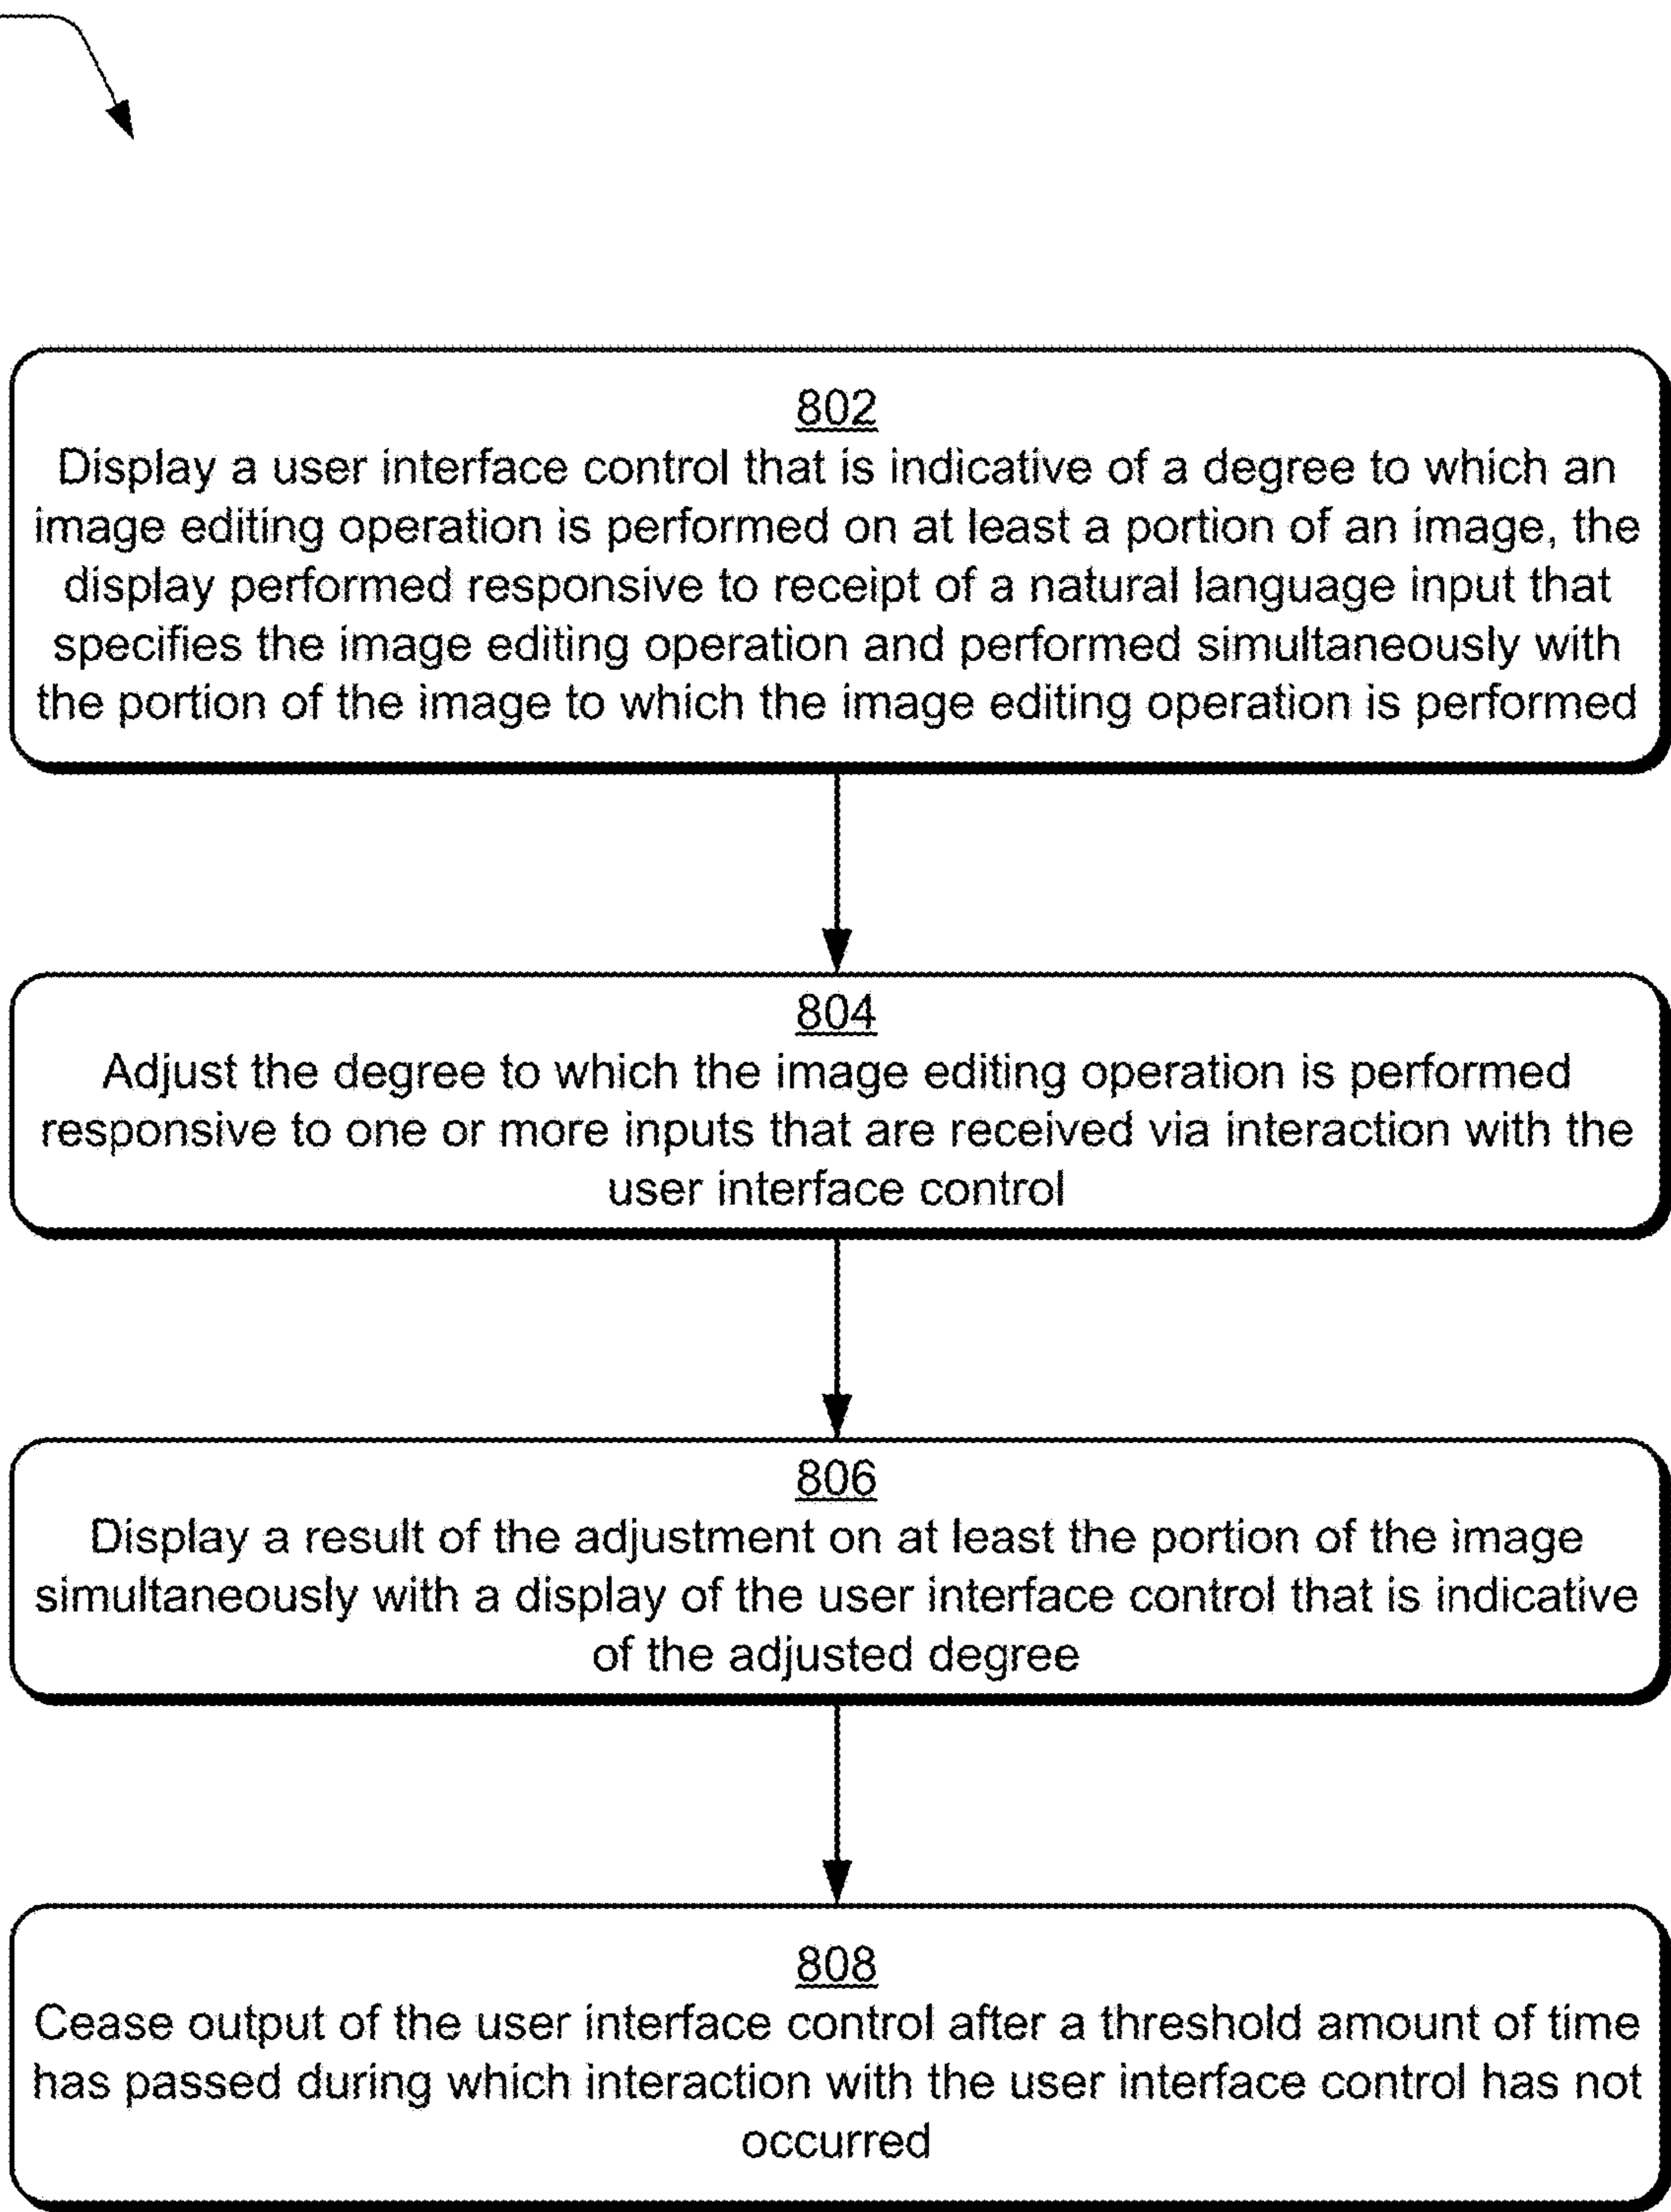 802
Display a user interface control that is indicative of a degree to which an
image editing operation is performed on at least a portion of an image, the
display performed responsive to receipt of a natural language input that
specifies the image editing operation and performed simultaneously with
the portion of the image to which the image editing operation is performed
804
Adjust the degree to which the image editing operation is performed
responsive to one or more inputs that are received via interaction with the
user interface control
806
Display a result of the adjustment on at least the portion of the image
simultaneously with a display of the user interface control that is indicative
of the adjusted degree
808
Cease output of the user interface control after a threshold amount of time
has passed during which interaction with the user interface control has not
occurred